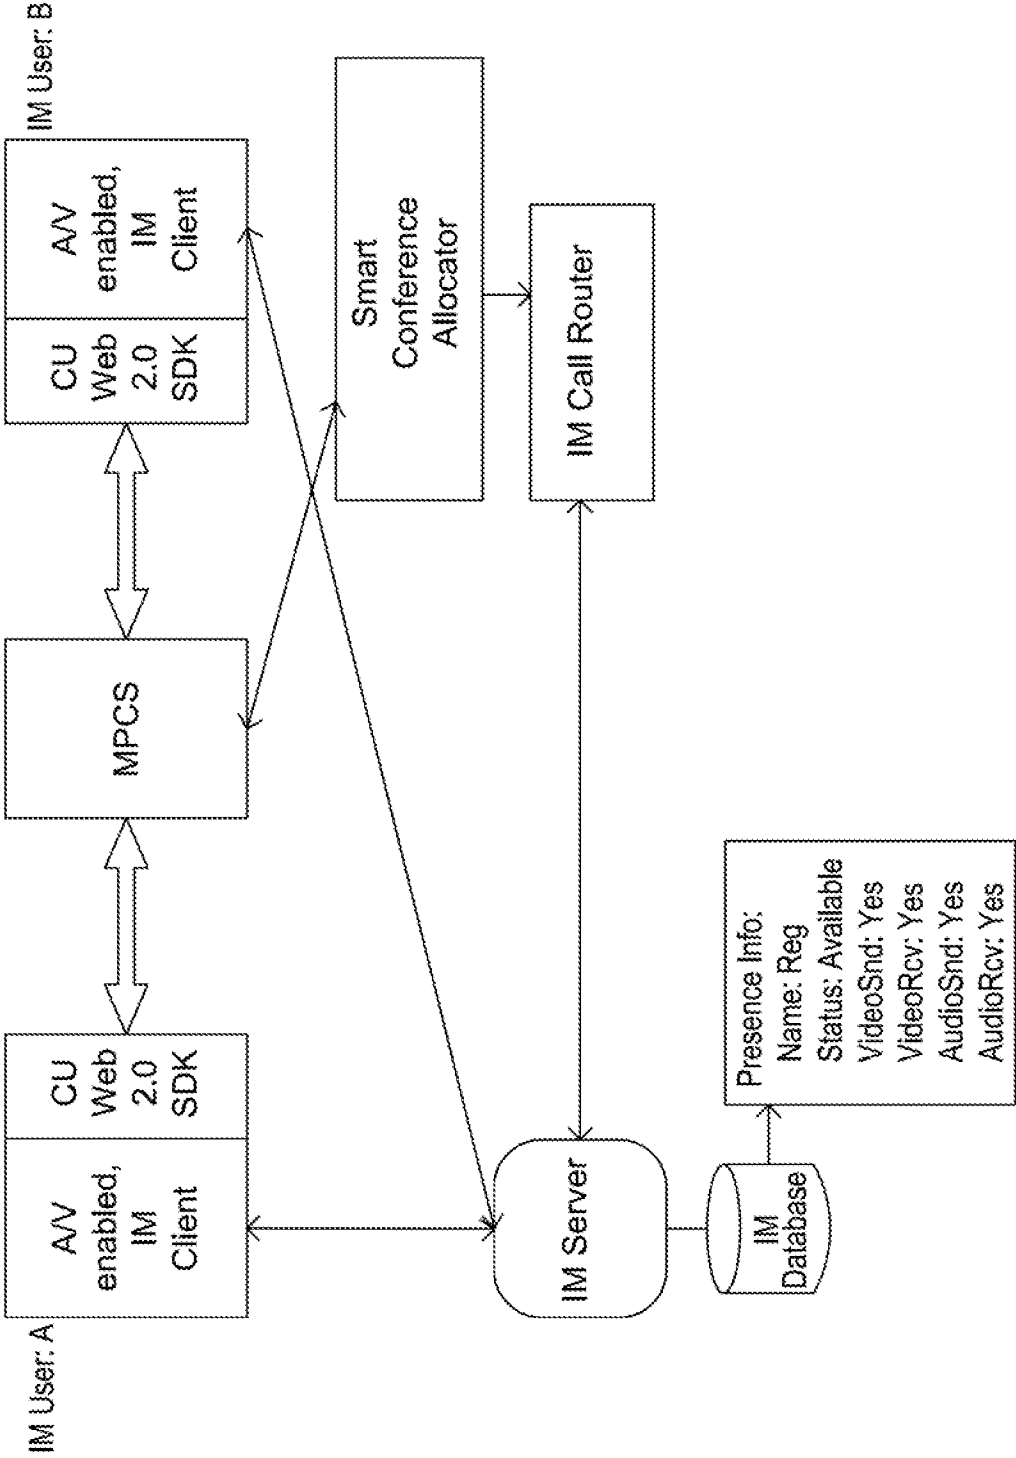 IM User: A
IM User: B
A/V
enabled,
IM
Client
CU
Web
2.0
SDK
MPCS
CU
Web
2.0
SDK
A/V
enabled,
IM
Client
Smart
Conference
Allocator
IM Server
IM Call Router
IM
Database
Presence Info:
Name: Reg
Status: Available
VideoSnd: Yes
VideoRcv: Yes
AudioSnd: Yes
AudioRcv: Yes